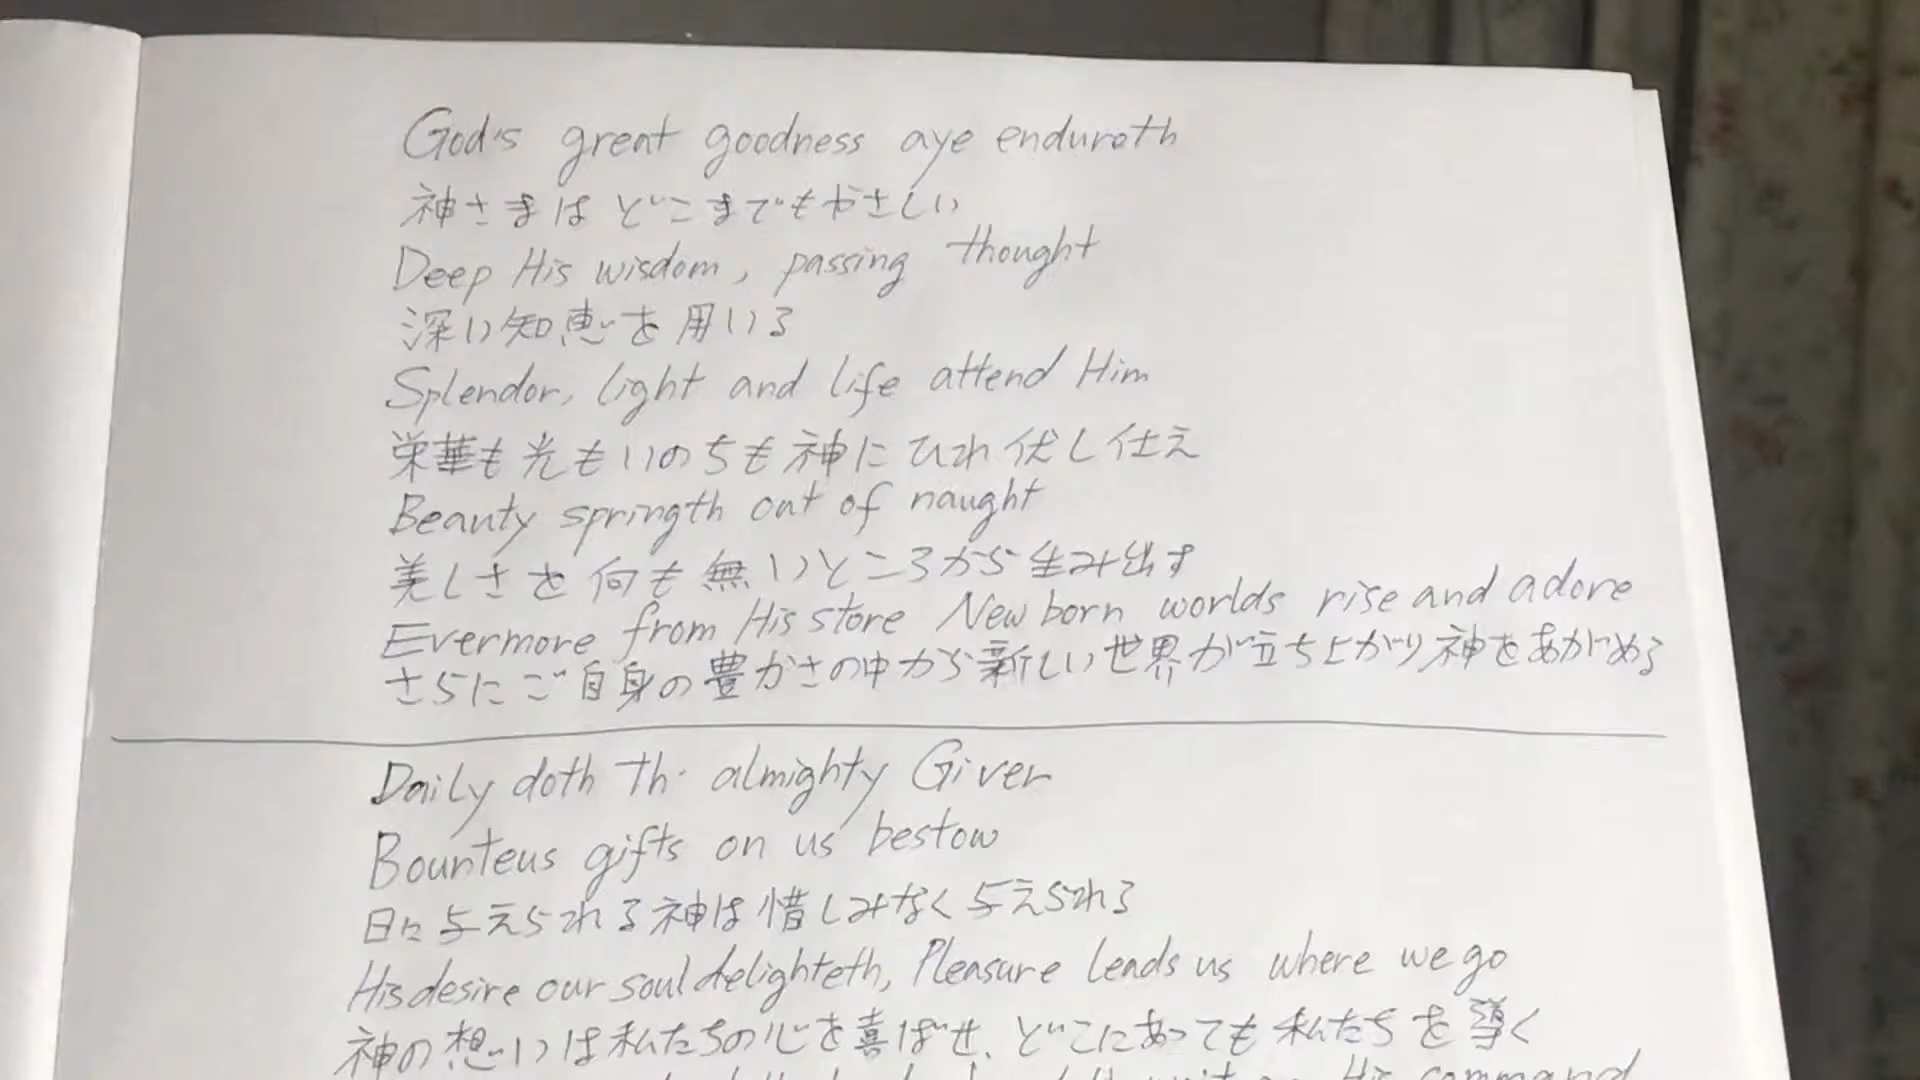 God's great goodness aye endureth
神さまはどこまでもやさしい
Deep His wisdom, passing thought
深い知恵を用いる
Splendor, light and life attend Him
栄華も光もいのちも神にひれ伏し仕え
Beauty springth out of naught
美しさを何も無いところから生み出す
Evermore from His store New born worlds rise and adore
さらにご自身の豊かさの中から新しい世界が立ち上がり神をあがめる
Daily doth th. almighty Giver
Bounteus gifts on us bestow
日々与えられる神は惜しみなく与えられる
His desire our soul delighteth, Pleasure leads us where we go
神の想いは私たちの心を喜ばせ、どこにあっても私たちを導く
His command